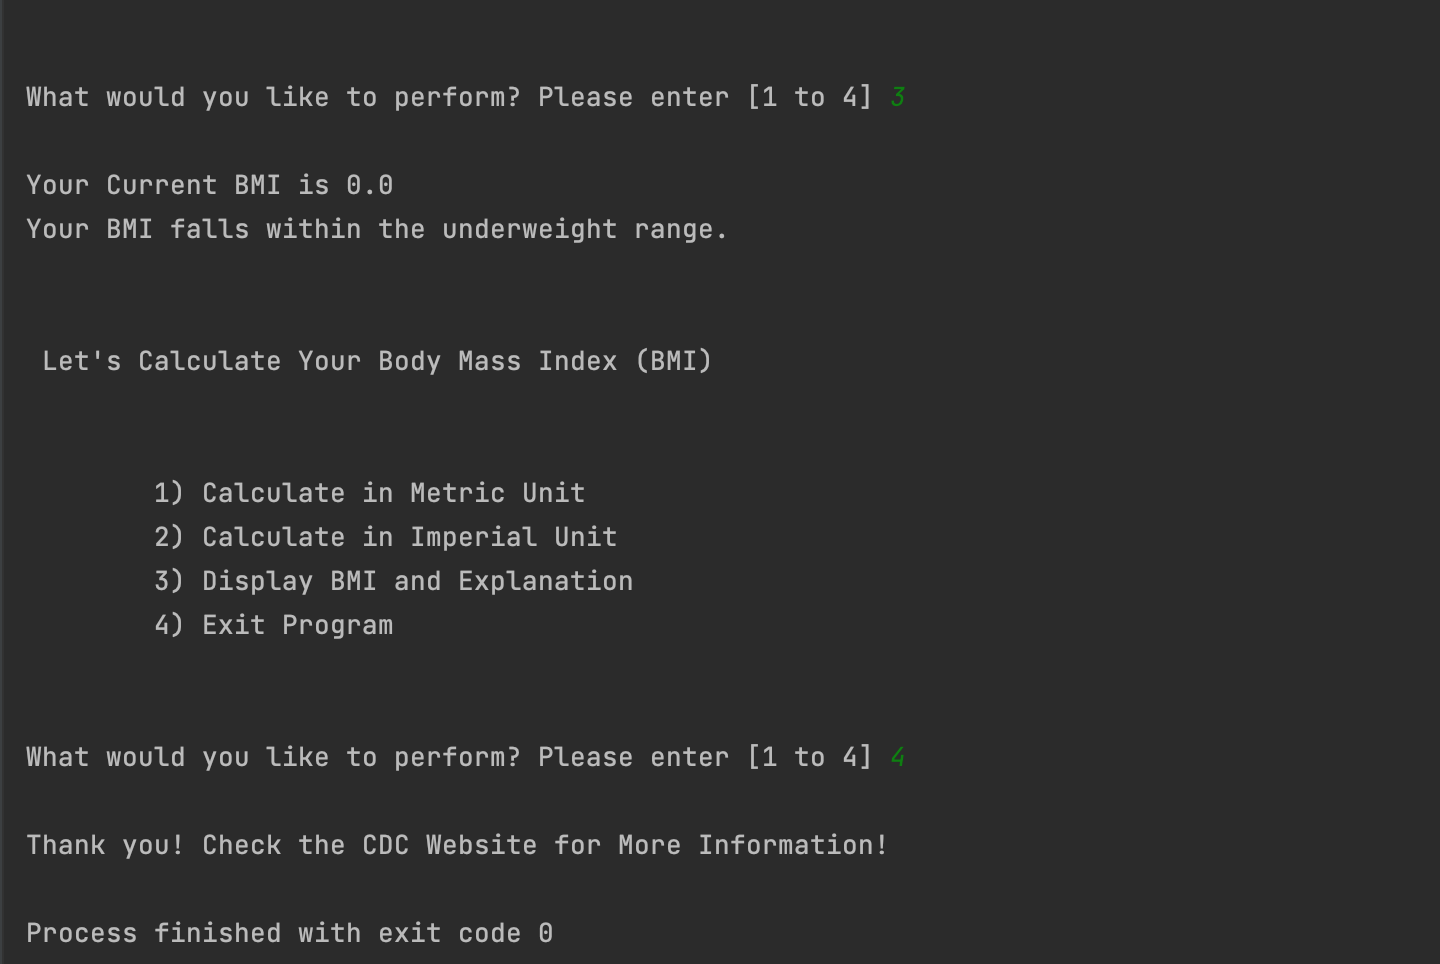 What would you like to perform? Please enter [1 to 4] 3
Your Current BMI is 0.0
Your BMI falls within the underweight range.
Let's Calculate Your Body Mass Index (BMI)
1) Calculate in Metric Unit
2) Calculate in Imperial Unit
3) Display BMI and Explanation
4) Exit Program
What would you like to perform? Please enter [1 to 4] 4
Thank you! Check the CDC Website for More Information!
Process finished with exit code 0